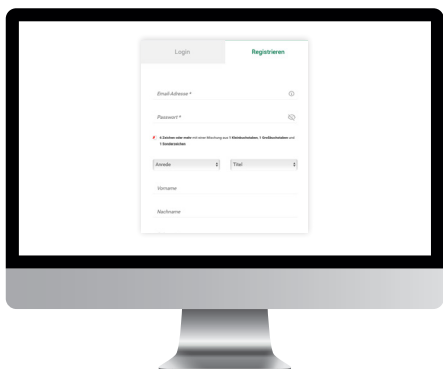 Login
Registrieren
Email-Adresse *
Passwort *
6 Zeichen oder mehr mit einer Mischung aus 1 Kleinbuchstaben, 1 Großbuchstaben und
1 Sonderzeichen
Anrede
Titel
Vorname
Nachname